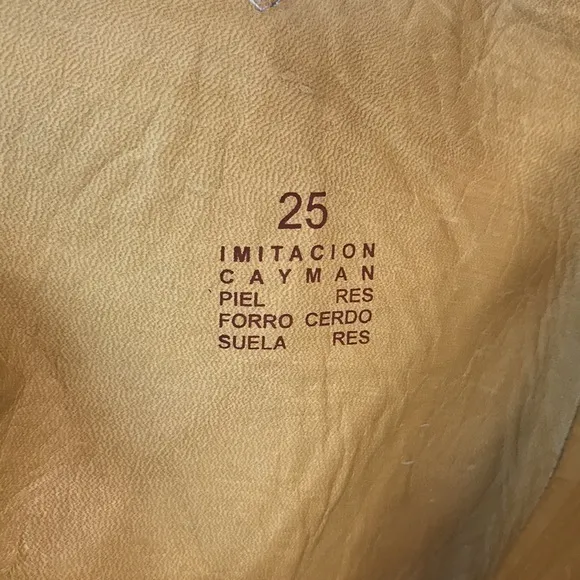 25
IMITACION
CAYMAN
PIEL RES
FORRO CERDO
SUELA RES